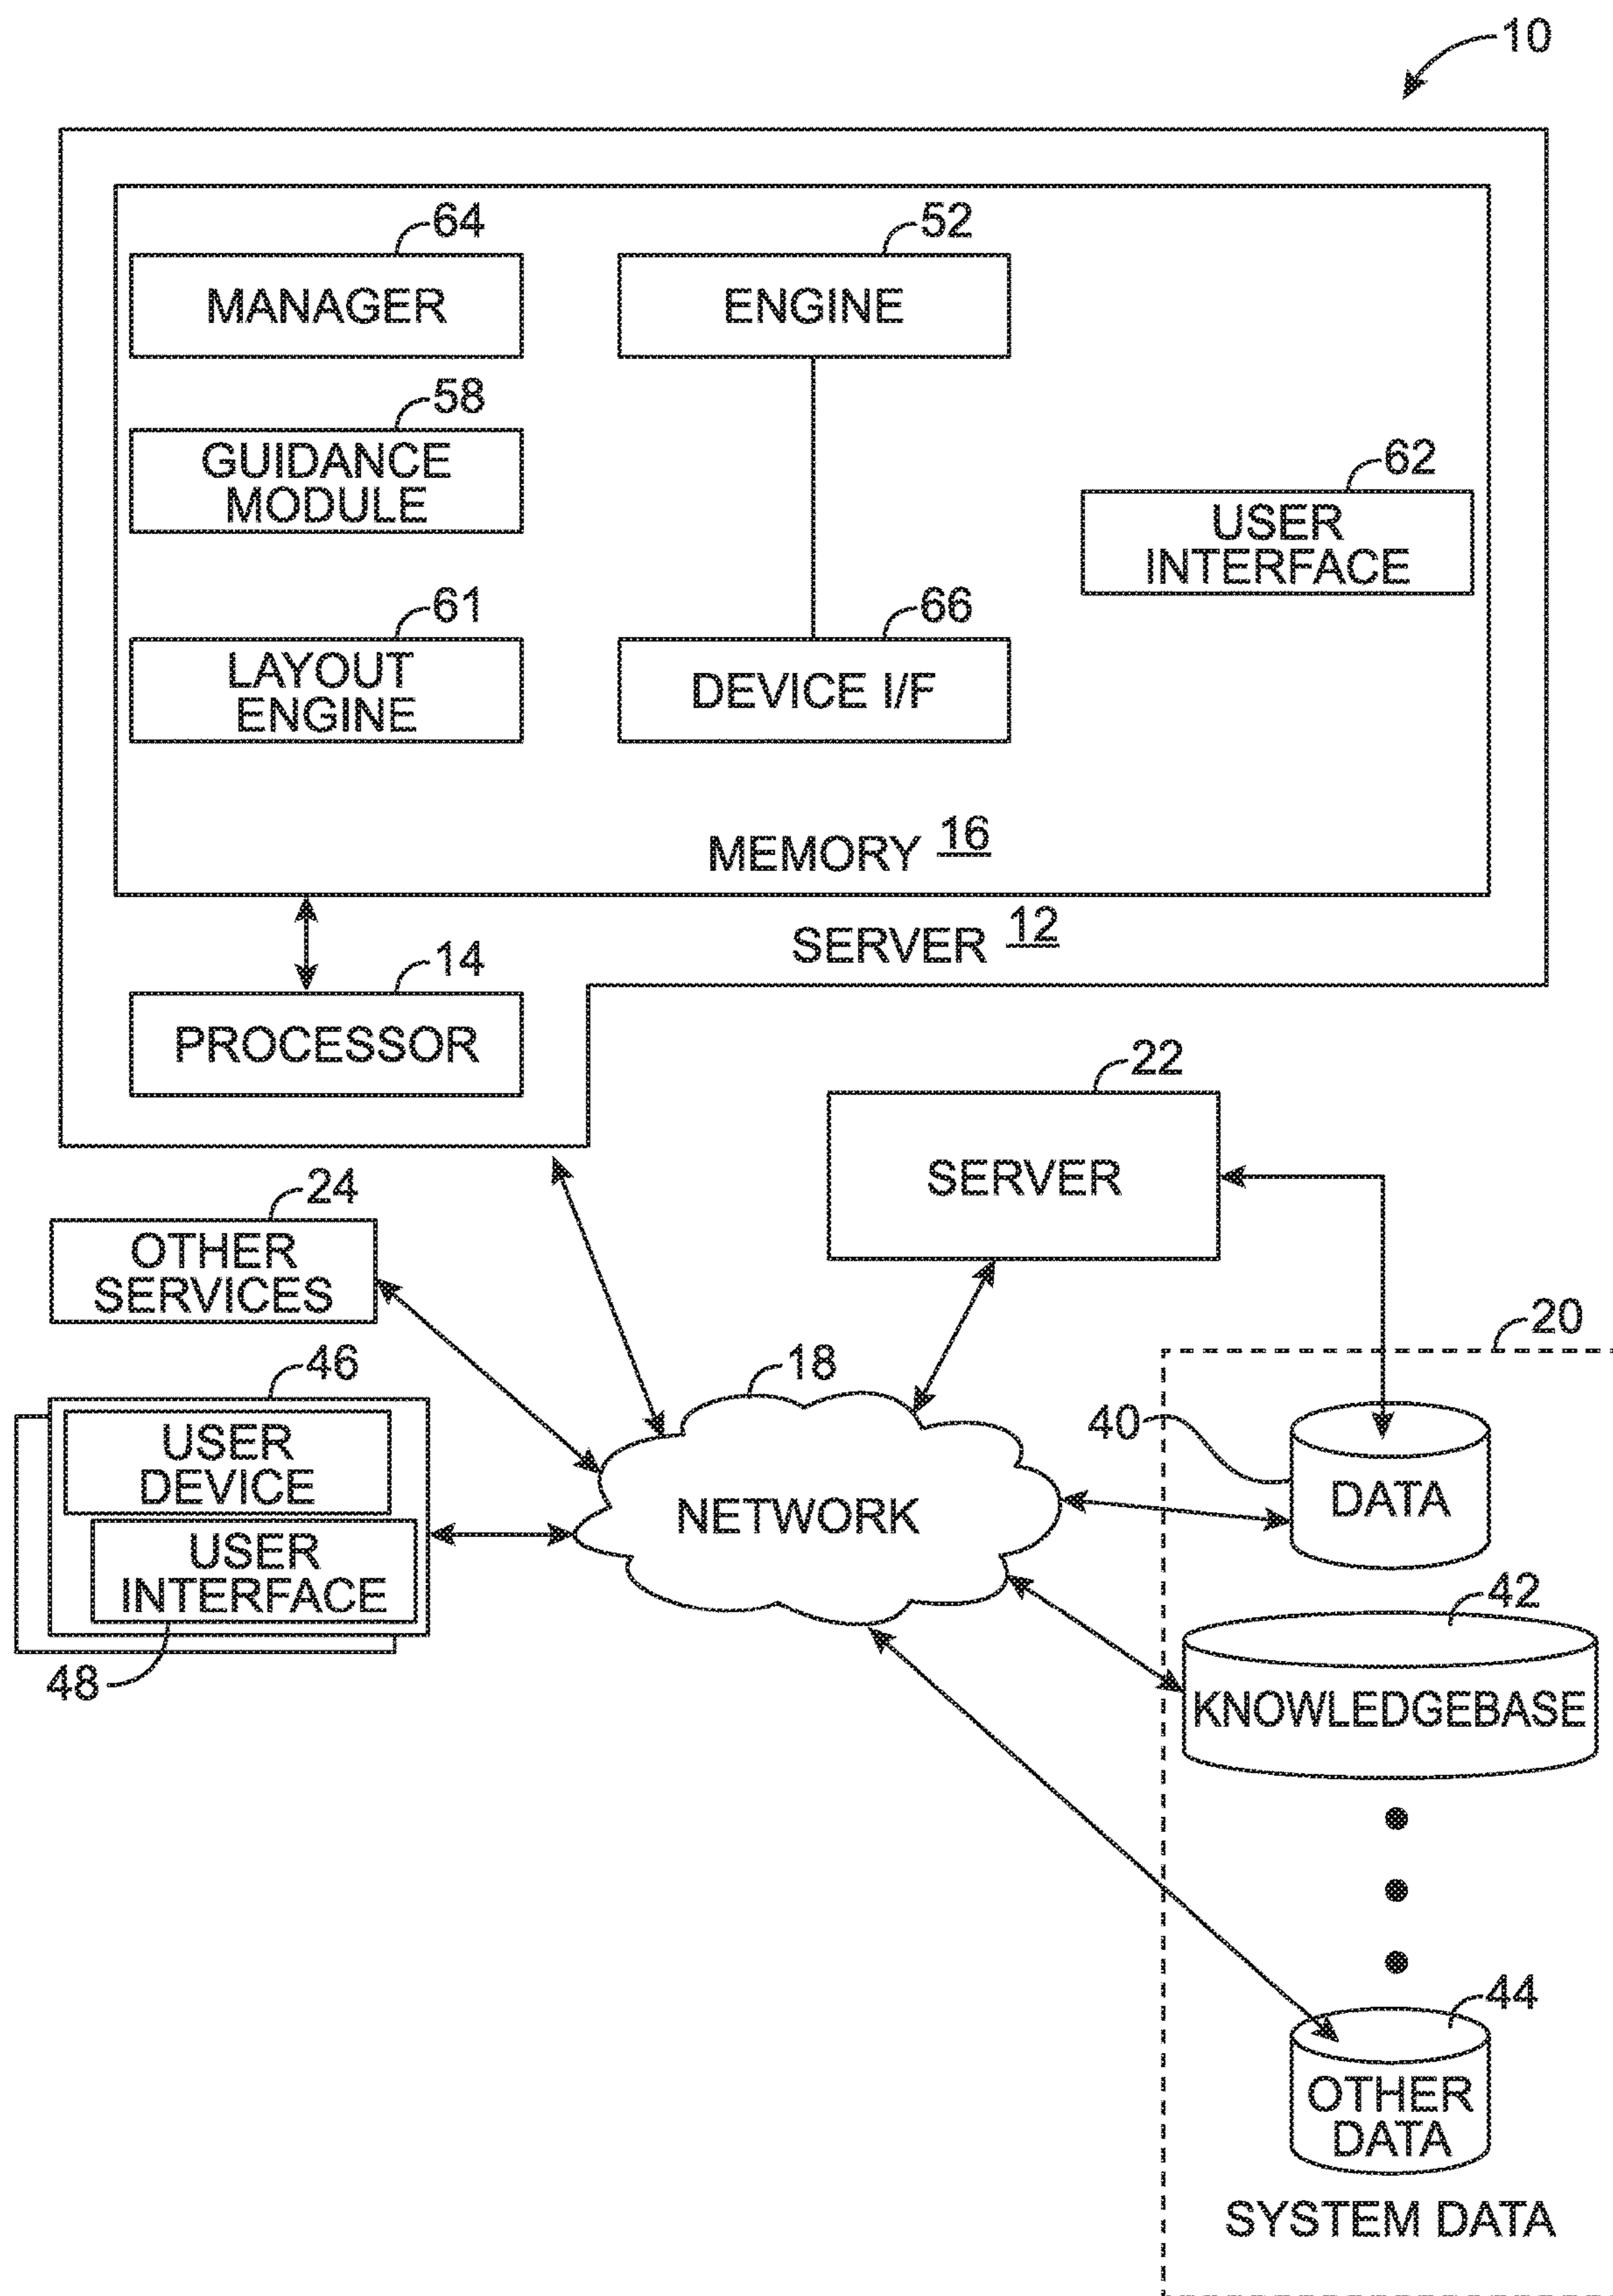 10
64
MANAGER
52
ENGINE
58
GUIDANCE
MODULE
62
USER
INTERFACE
61
LAYOUT
ENGINE
66
DEVICE I/F
MEMORY 16
SERVER 12
14
PROCESSOR
22
SERVER
24
OTHER
SERVICES
20
46
USER
DEVICE
USER
INTERFACE
48
18
NETWORK
40
DATA
42
KNOWLEDGEBASE
44
OTHER
DATA
SYSTEM DATA